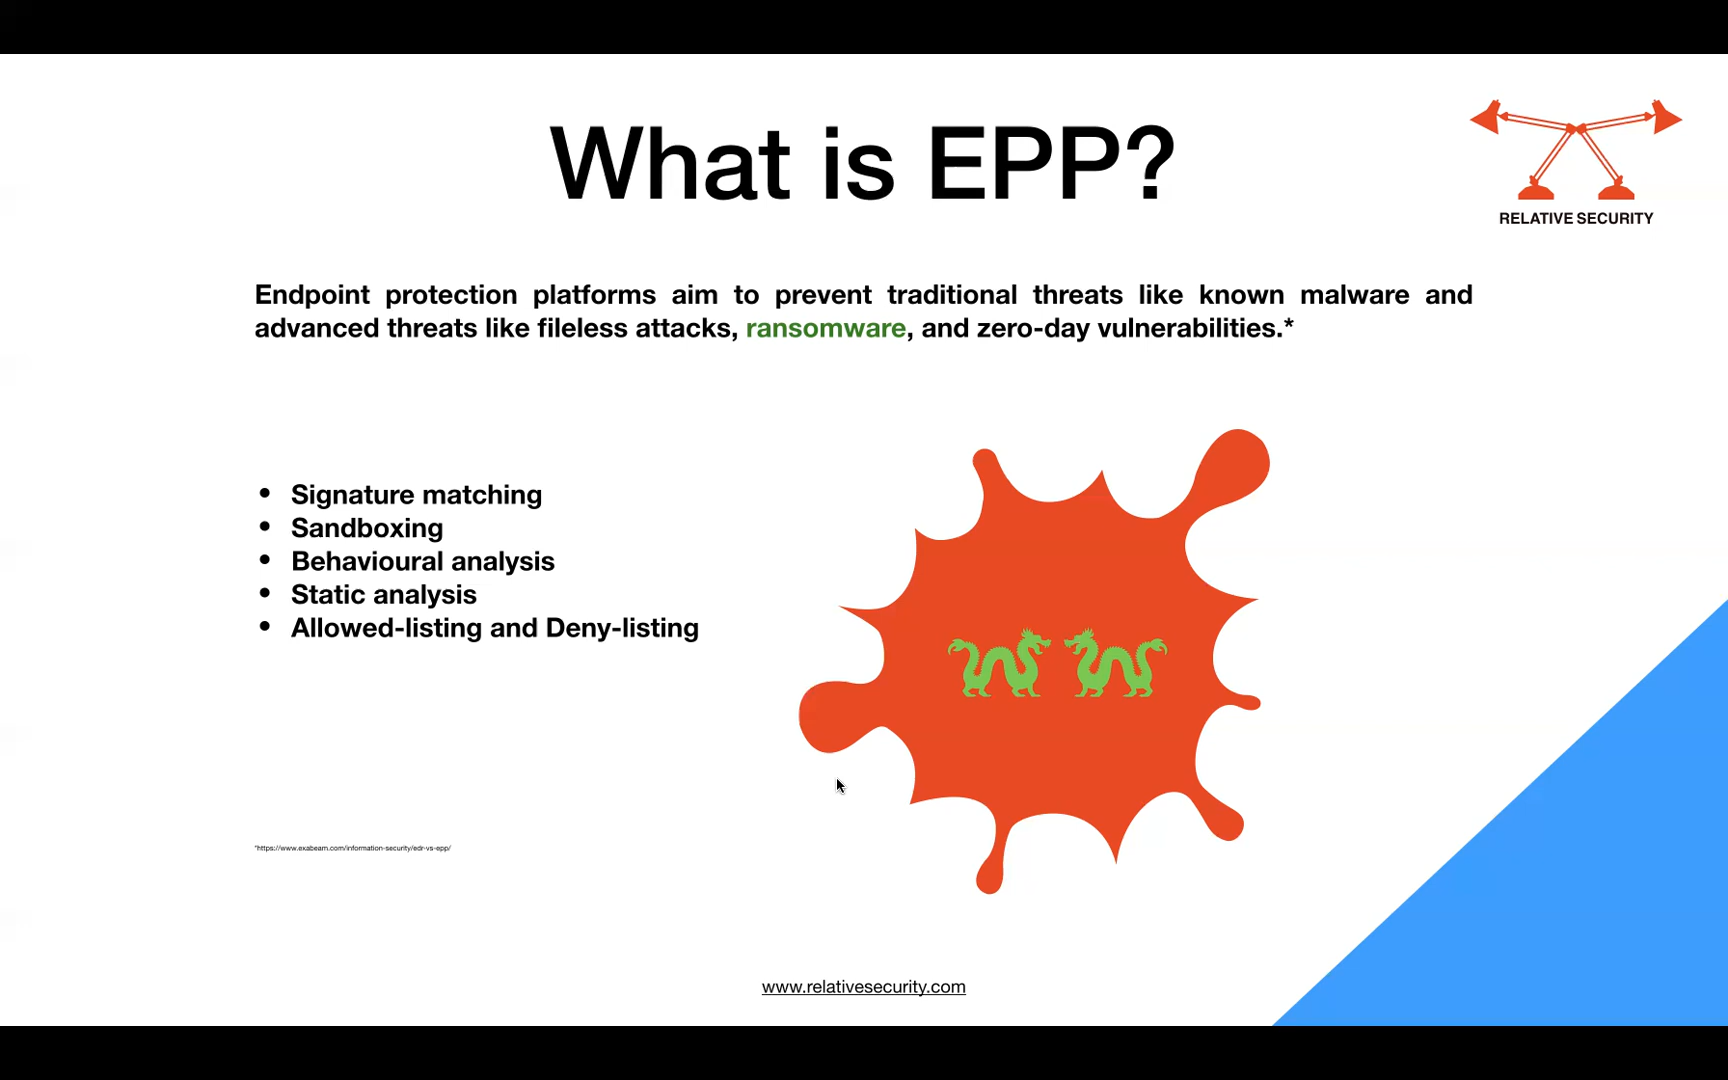 What is EPP?
RELATIVE SECURITY
Endpoint protection platforms aim to prevent traditional threats like known malware and
advanced threats like fileless attacks, ransomware, and zero-day vulnerabilities.*
• Signature matching
• Sandboxing
• Behavioural analysis
• Static analysis
• Allowed-listing and Deny-listing
*https://www.exabeam.com/information-security/edr-vs-epp/
www.relativesecurity.com